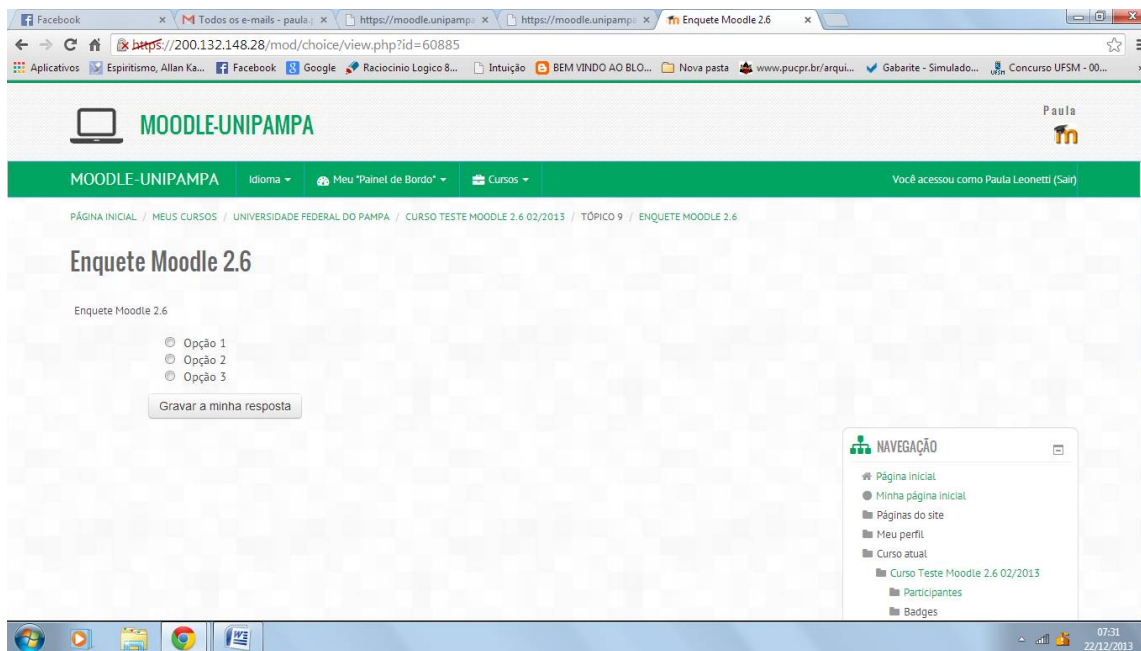 Facebook
Todos os e-mails - paula.
https://moodle.unipampa
https://moodle.unipampa
Enquete Moodle 2.6
https://200.132.148.28/mod/choice/view.php?id=60885
Aplicativos Espiritismo, Allan Ka... Facebook Google Raciocinio Logico 8... Intuição BEM VINDO AO BLO... Nova pasta www.pucpr.br/arqui... Gabarite - Simulado... Concurso UFSM - 00...
MOODLE-UNIPAMPA
Paula
MOODLE-UNIPAMPA Idioma Meu "Painel de Bordo" Cursos Você acessou como Paula Leonetti (Sair)
PÁGINA INICIAL / MEUS CURSOS / UNIVERSIDADE FEDERAL DO PAMPA / CURSO TESTE MOODLE 2.6 02/2013 / TÓPICO 9 / ENQUETE MOODLE 2.6
Enquete Moodle 2.6
Enquete Moodle 2.6
Opção 1
Opção 2
Opção 3
Gravar a minha resposta
NAVEGAÇÃO
Página inicial
Minha página inicial
Páginas do site
Meu perfil
Curso atual
Curso Teste Moodle 2.6 02/2013
Participantes
Badges
07:31
22/12/2013